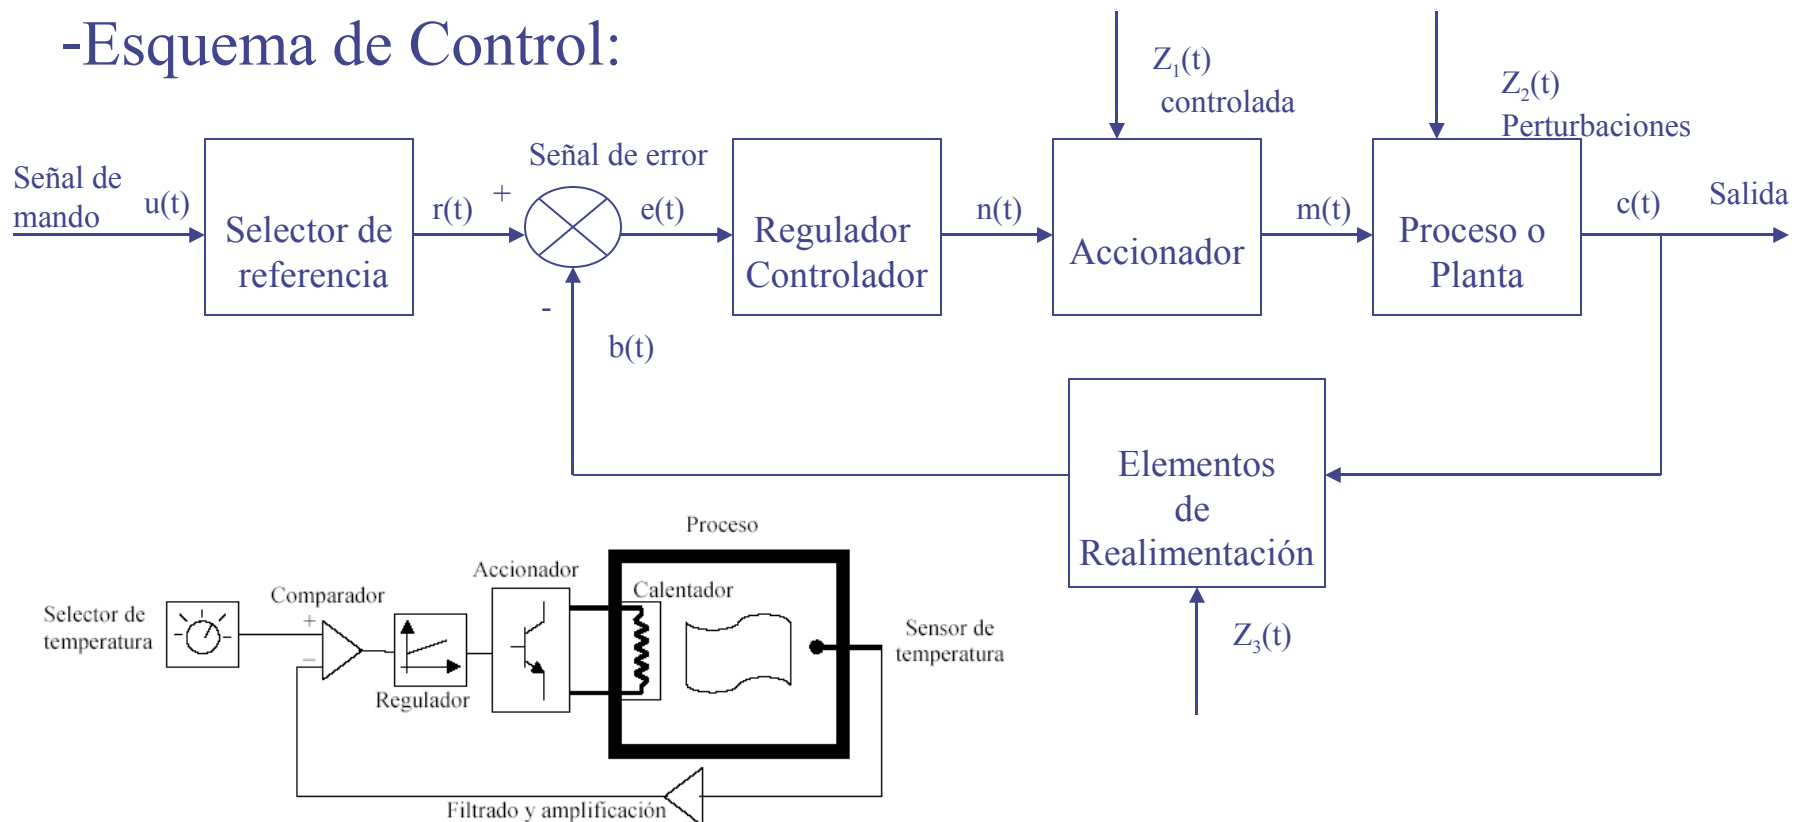 -Esquema de Control:
Z1(t)
controlada
Z2(t)
Perturbaciones
Señal de
mando
u(t)
Selector de
referencia
r(t)
+
-
Señal de error
e(t)
Regulador
Controlador
n(t)
Accionador
m(t)
Proceso o
Planta
c(t)
Salida
b(t)
Elementos
de
Realimentación
Z3(t)
Proceso
Selector de
temperatura
Comparador
+
–
Regulador
Accionador
Calentador
Sensor de
temperatura
Filtrado y amplificación